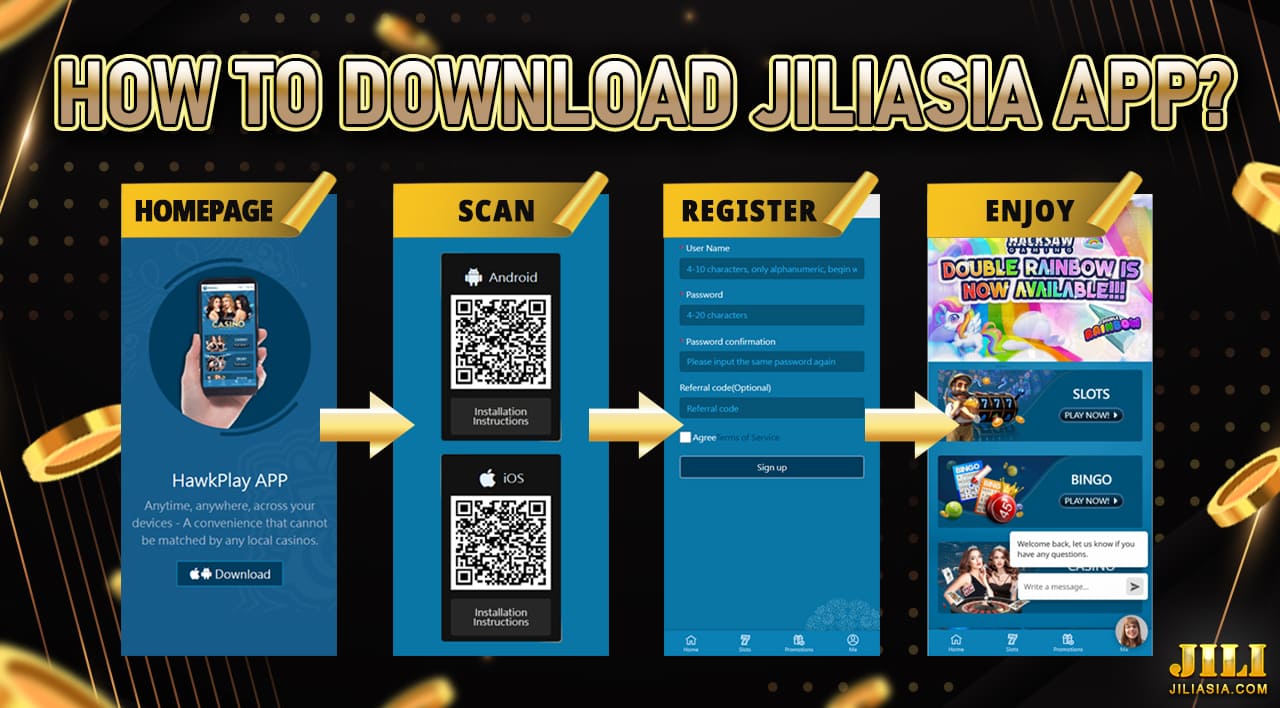 HOW TO DOWNLOAD JILIASIA APP?
HOMEPAGE
CASINO
HawkPlay APP
Anytime, anywhere, across your
devices - A convenience that cannot
be matched by any local casinos.
Download
SCAN
Android
Installation
Instructions
iOS
Installation
Instructions
REGISTER
* User Name
4-10 characters, only alphanumeric, begin w
* Password
4-20 characters
* Password confirmation
Please input the same password again
Referral code(Optional)
Referral code
Agree Terms of Service
Sign up
Home
Slots
Promotions
Me
ENJOY
HACKSAW
GAMING
DOUBLE RAINBOW IS
NOW AVAILABLE!!!
RAINBOW
777
SLOTS
PLAY NOW!
BINGO
BINGO
PLAY NOW!
Welcome back, let us know if you
have any questions.
CASINO
Write a message...
Home
Slots
Promotions
Me
JILI
JILIASIA.COM